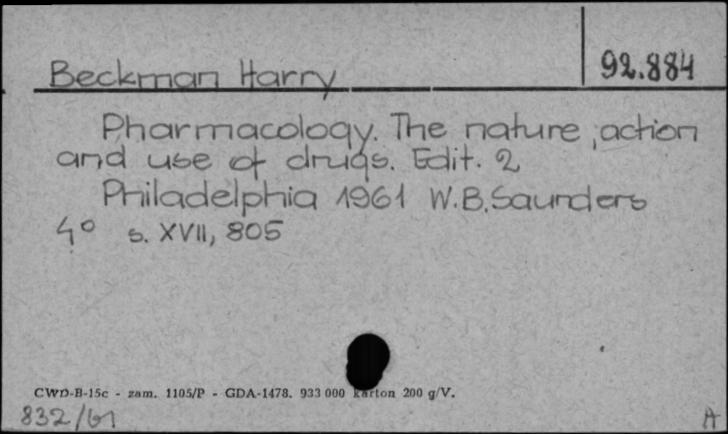 Beckman Harry 92.884
Pharmacology. The nature, action
and use of drugs. Edit. 2
Philadelphia 1961 W.B. Saunders
4° s. XVII, 805
CWD-B-15c - zam. 1105/P - GDA-1478. 933 000 karton 200 g/V.
832/61 A